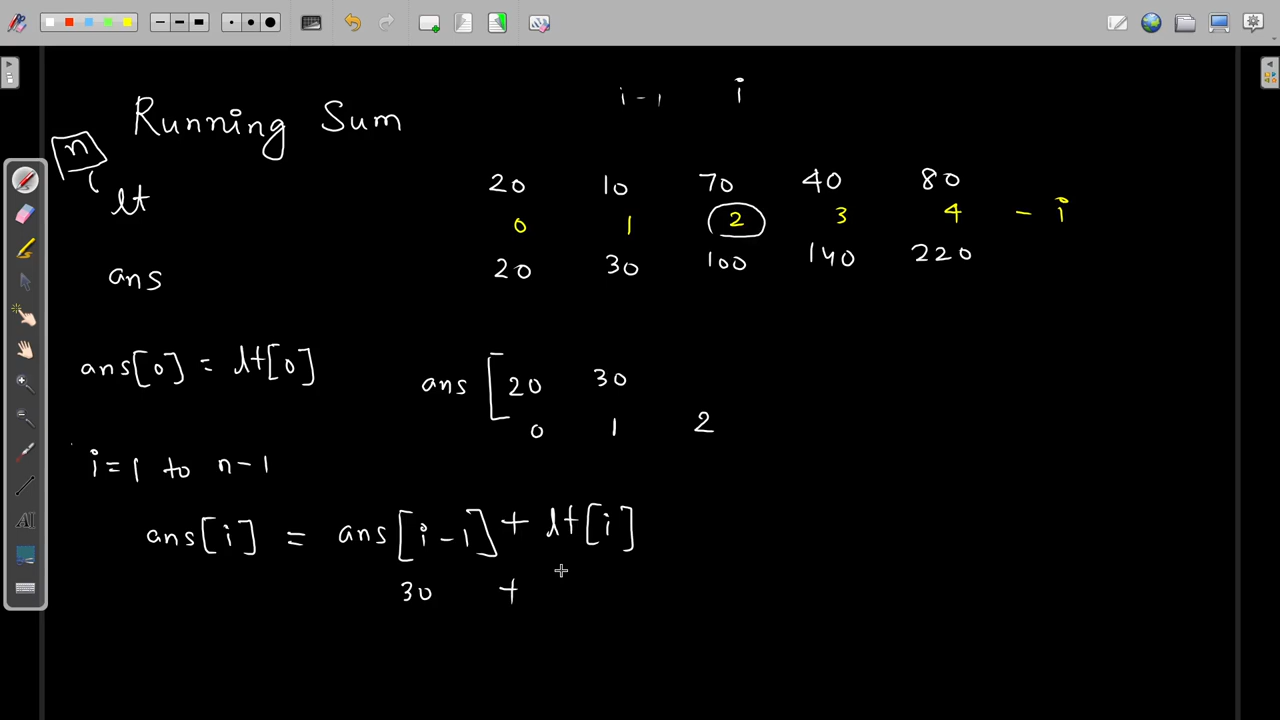 i-1 i
Running Sum
n
lt 20 10 70 40 80
0 1 2 3 4 - i
ans 20 30 100 140 220
ans[0] = lt[0]
ans [20 30
0 1 2
i=1 to n-1
ans[i] = ans[i-1] + lt[i]
30 +